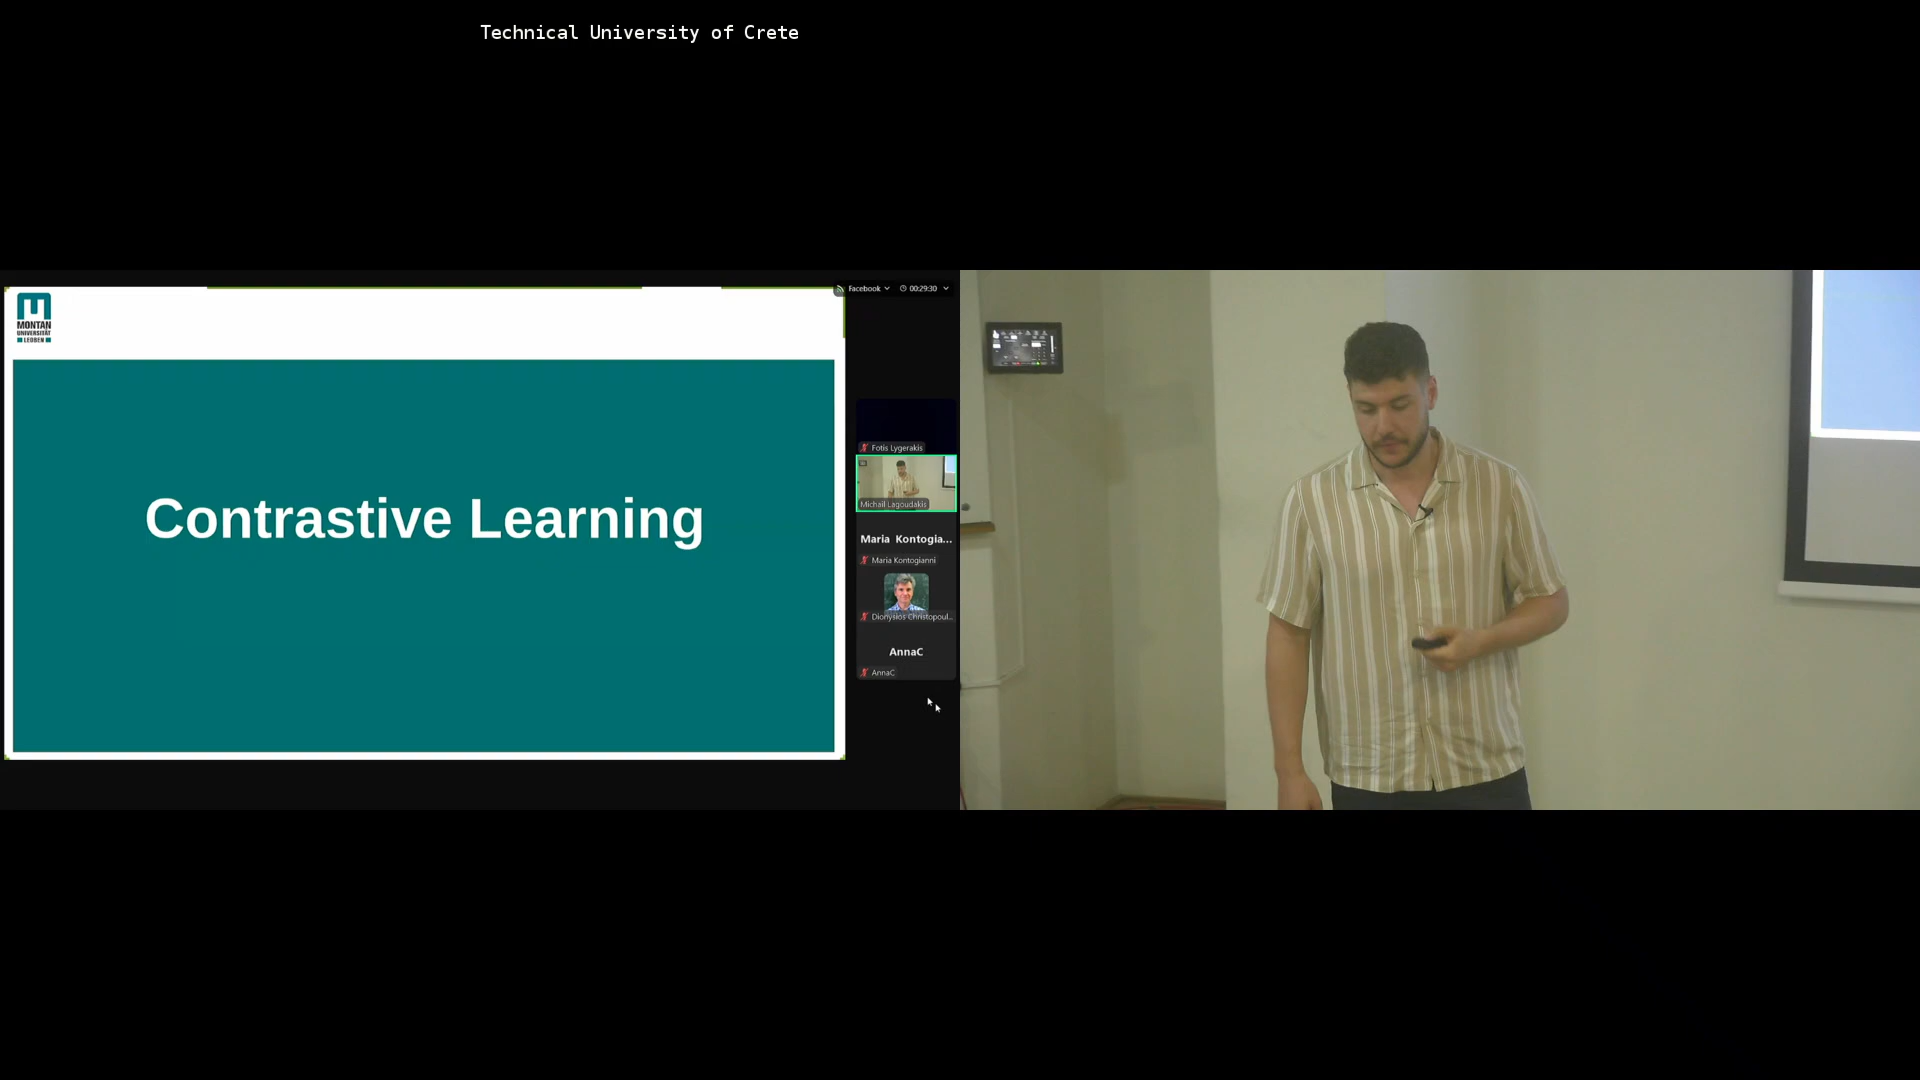 Technical University of Crete
Facebook
00:29:30
MONTAN
UNIVERSITÄT
LEOBEN
Contrastive Learning
Fotis Lygerakis
Michail Lagoudakis
Maria Kontogia...
Maria Kontogianni
Dionysios Christopoul...
AnnaC
AnnaC